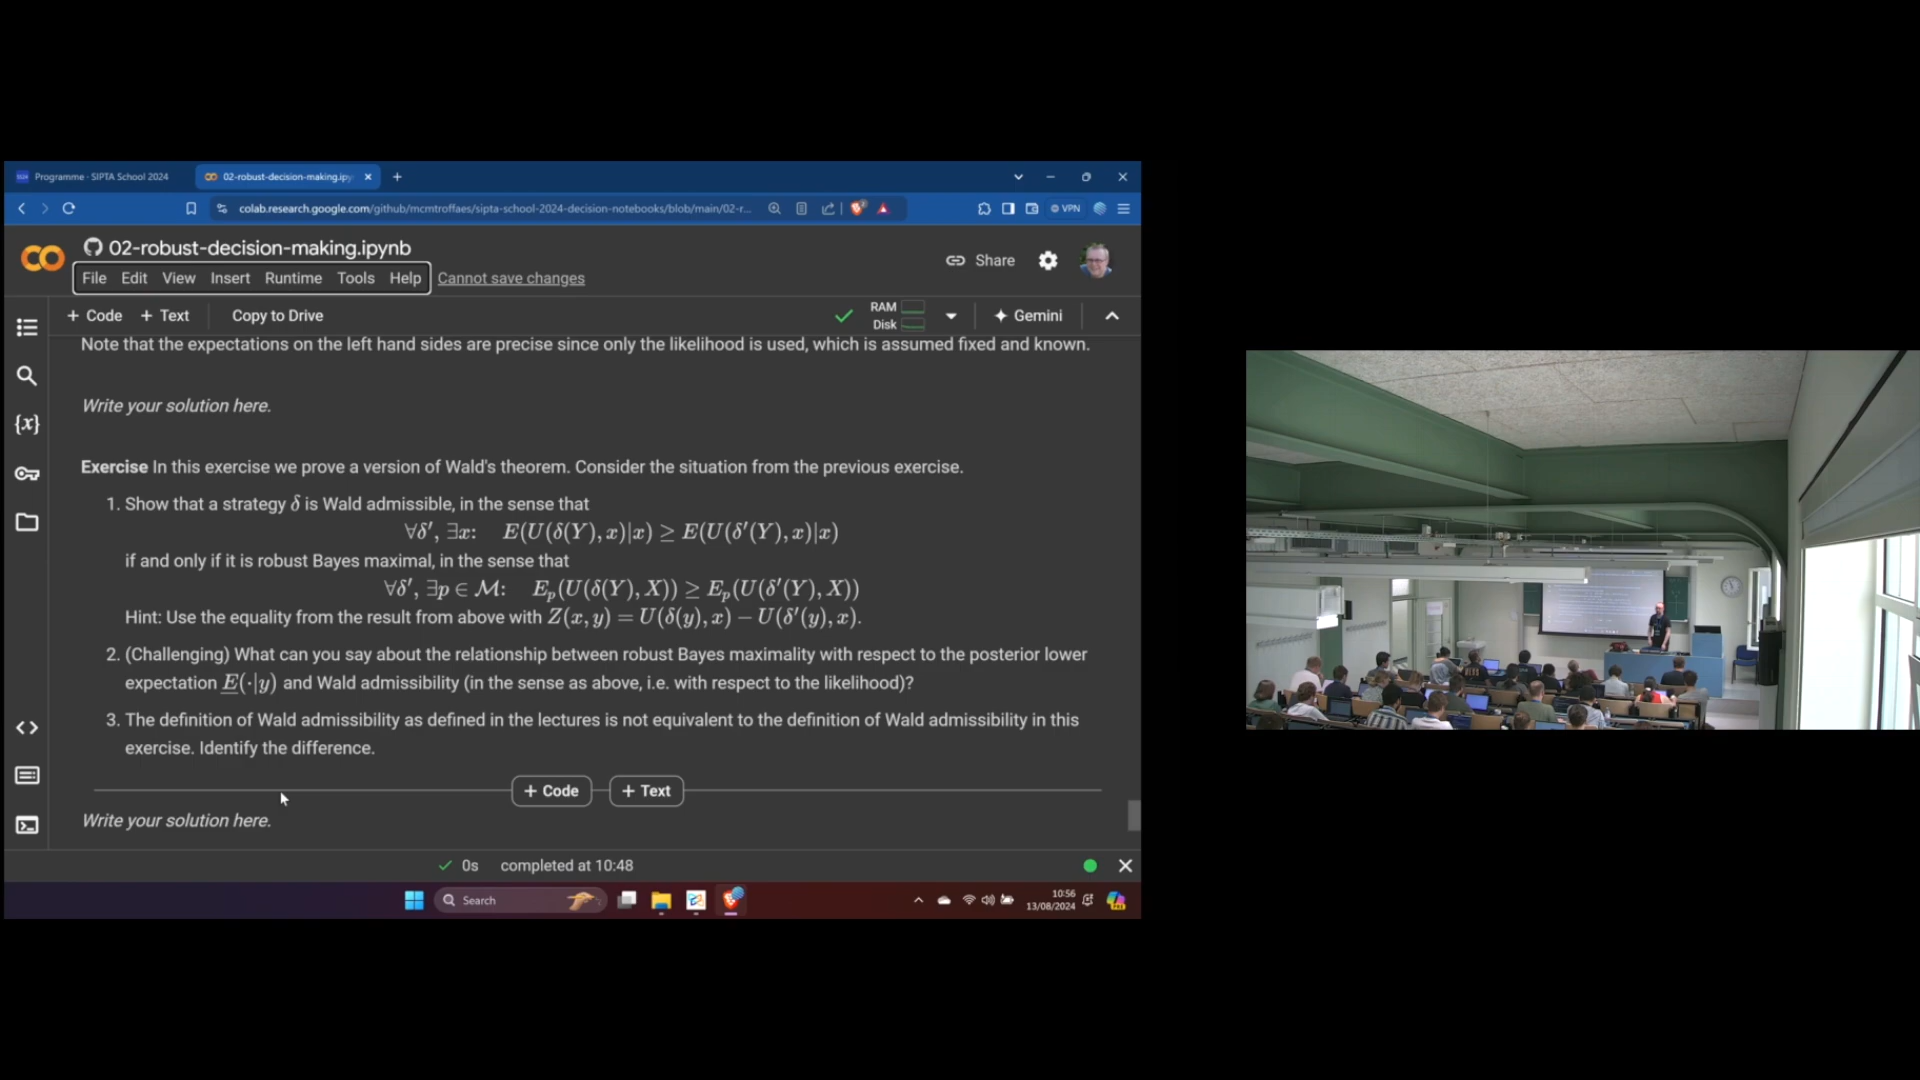 Programme - SIPTA School 2024
02-robust-decision-making.ipy
colab.research.google.com/github/mcmtroffaes/sipta-school-2024-decision-notebooks/blob/main/02-r...
VPN
02-robust-decision-making.ipynb
File Edit View Insert Runtime Tools Help Cannot save changes
Share
+ Code + Text Copy to Drive
RAM
Disk
Gemini
Note that the expectations on the left hand sides are precise since only the likelihood is used, which is assumed fixed and known.
Write your solution here.
Exercise In this exercise we prove a version of Wald's theorem. Consider the situation from the previous exercise.
1. Show that a strategy δ is Wald admissible, in the sense that
∀δ′, ∃x: E(U(δ(Y), x)|x) ≥ E(U(δ′(Y), x)|x)
if and only if it is robust Bayes maximal, in the sense that
∀δ′, ∃p ∈ M: E_p(U(δ(Y), X)) ≥ E_p(U(δ′(Y), X))
Hint: Use the equality from the result from above with Z(x, y) = U(δ(y), x) − U(δ′(y), x).
2. (Challenging) What can you say about the relationship between robust Bayes maximality with respect to the posterior lower
expectation E̲(·|y) and Wald admissibility (in the sense as above, i.e. with respect to the likelihood)?
3. The definition of Wald admissibility as defined in the lectures is not equivalent to the definition of Wald admissibility in this
exercise. Identify the difference.
+ Code + Text
Write your solution here.
0s completed at 10:48
Search
10:56
13/08/2024